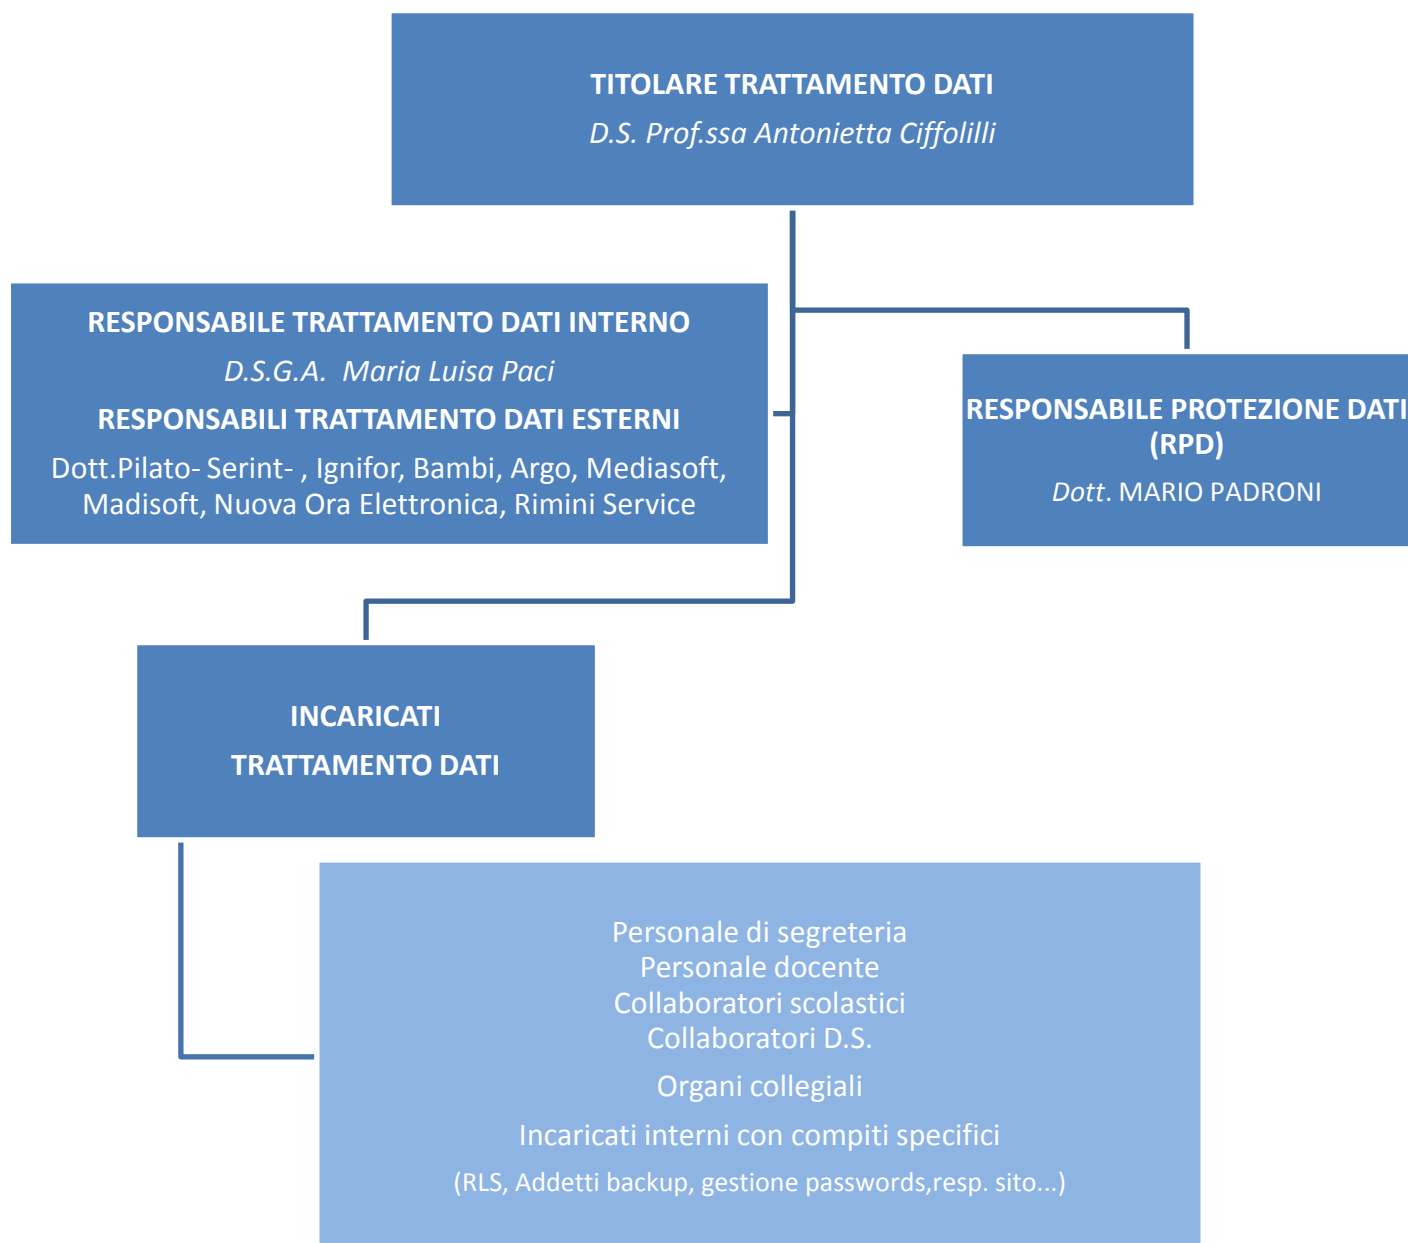 TITOLARE TRATTAMENTO DATI
D.S. Prof.ssa Antonietta Ciffolilli
RESPONSABILE TRATTAMENTO DATI INTERNO
D.S.G.A.  Maria Luisa Paci
RESPONSABILI TRATTAMENTO DATI ESTERNI
Dott.Pilato- Serint- , Ignifor, Bambi, Argo, Mediasoft,
Madisoft, Nuova Ora Elettronica, Rimini Service
RESPONSABILE PROTEZIONE DATI
(RPD)
Dott. MARIO PADRONI
INCARICATI
TRATTAMENTO DATI
Personale di segreteria
Personale docente
Collaboratori scolastici
Collaboratori D.S.
Organi collegiali
Incaricati interni con compiti specifici
(RLS, Addetti backup, gestione passwords,resp. sito...)